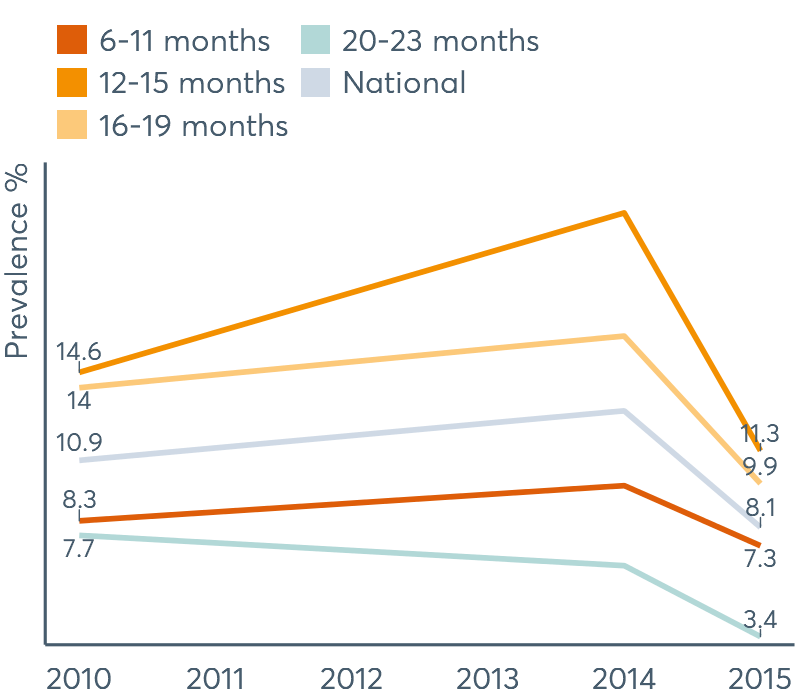 6-11 months
20-23 months
12-15 months
National
16-19 months
Prevalence %
14.6
14
10.9
8.3
7.7
11.3
9.9
8.1
7.3
3.4
2010 2011 2012 2013 2014 2015